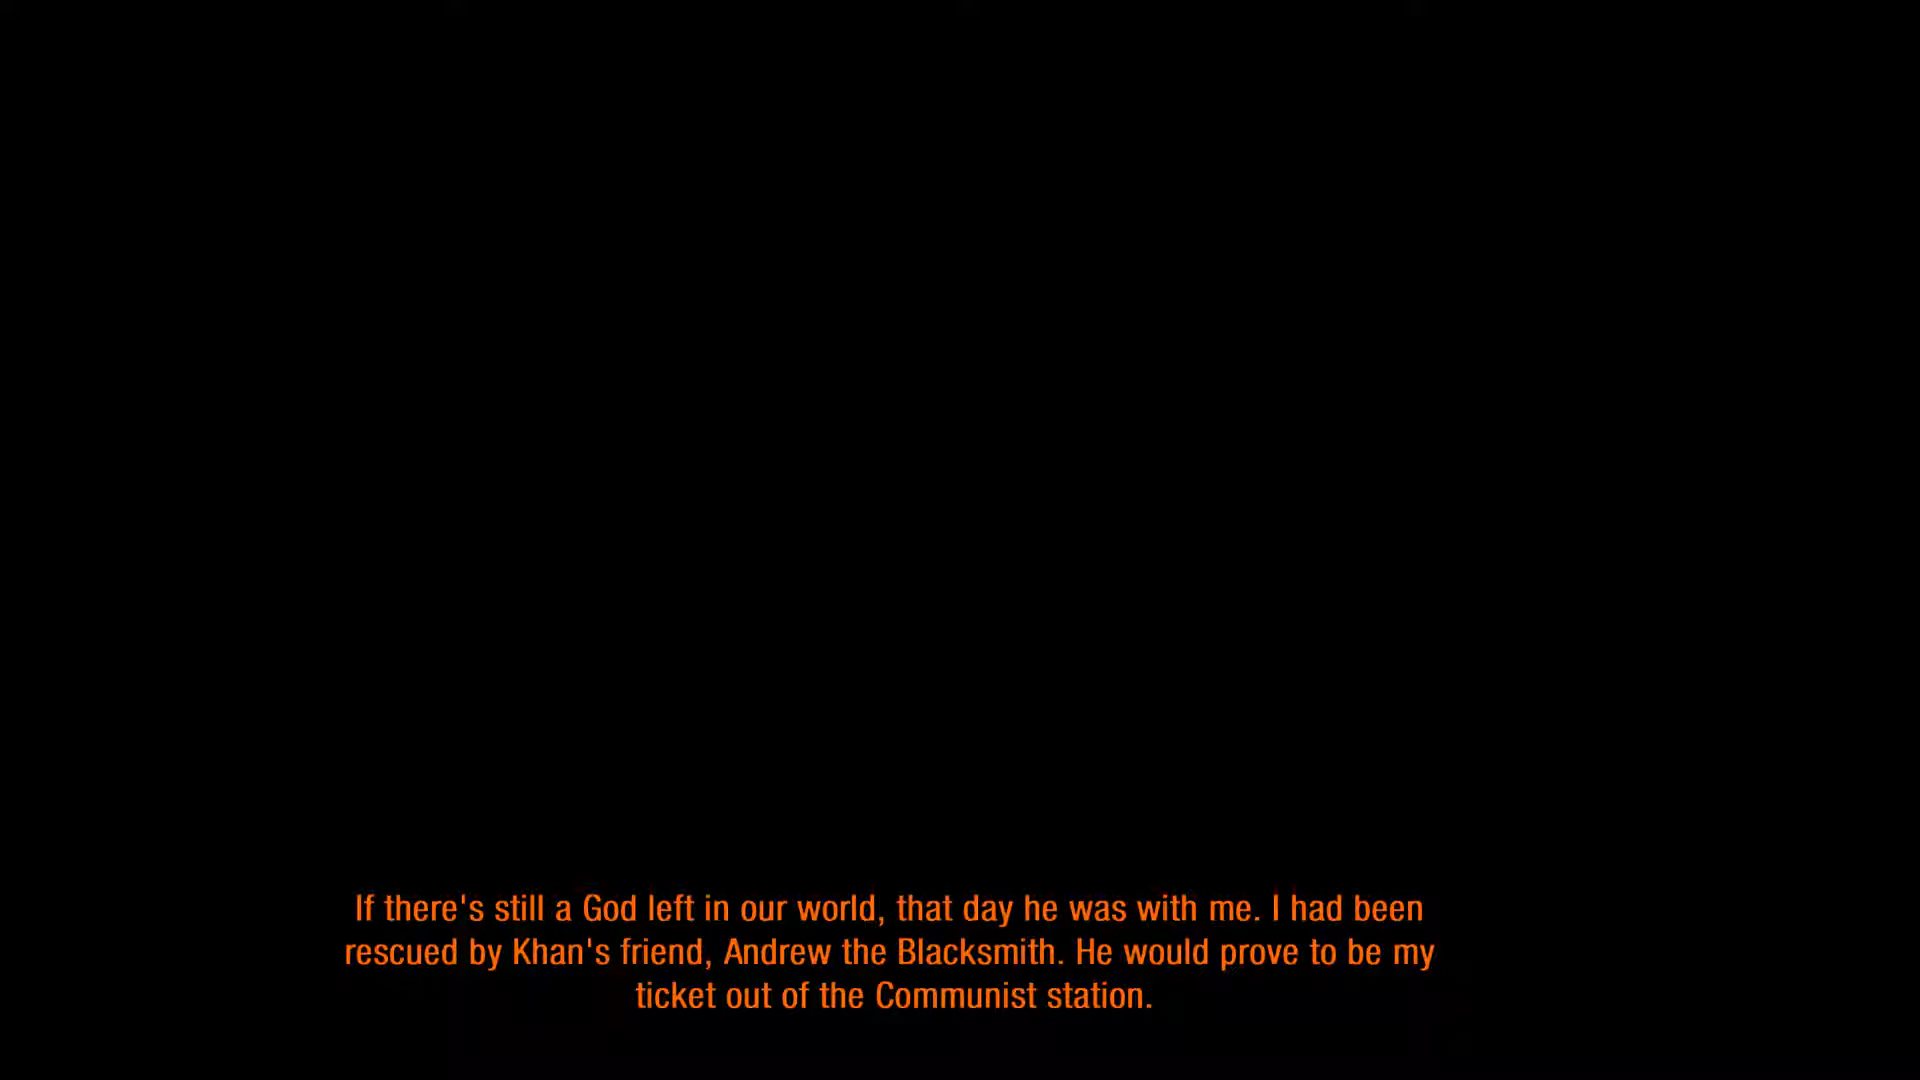 If there's still a God left in our world, that day he was with me. I had been
rescued by Khan's friend, Andrew the Blacksmith. He would prove to be my
ticket out of the Communist station.